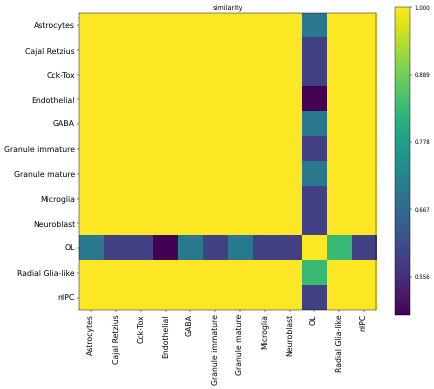 similarity
Astrocytes
Cajal Retzius
Cck-Tox
Endothelial
GABA
Granule immature
Granule mature
Microglia
Neuroblast
OL
Radial Glia-like
nIPC
Astrocytes
Cajal Retzius
Cck-Tox
Endothelial
GABA
Granule immature
Granule mature
Microglia
Neuroblast
OL
Radial Glia-like
nIPC
1.000
0.889
0.778
0.667
0.556